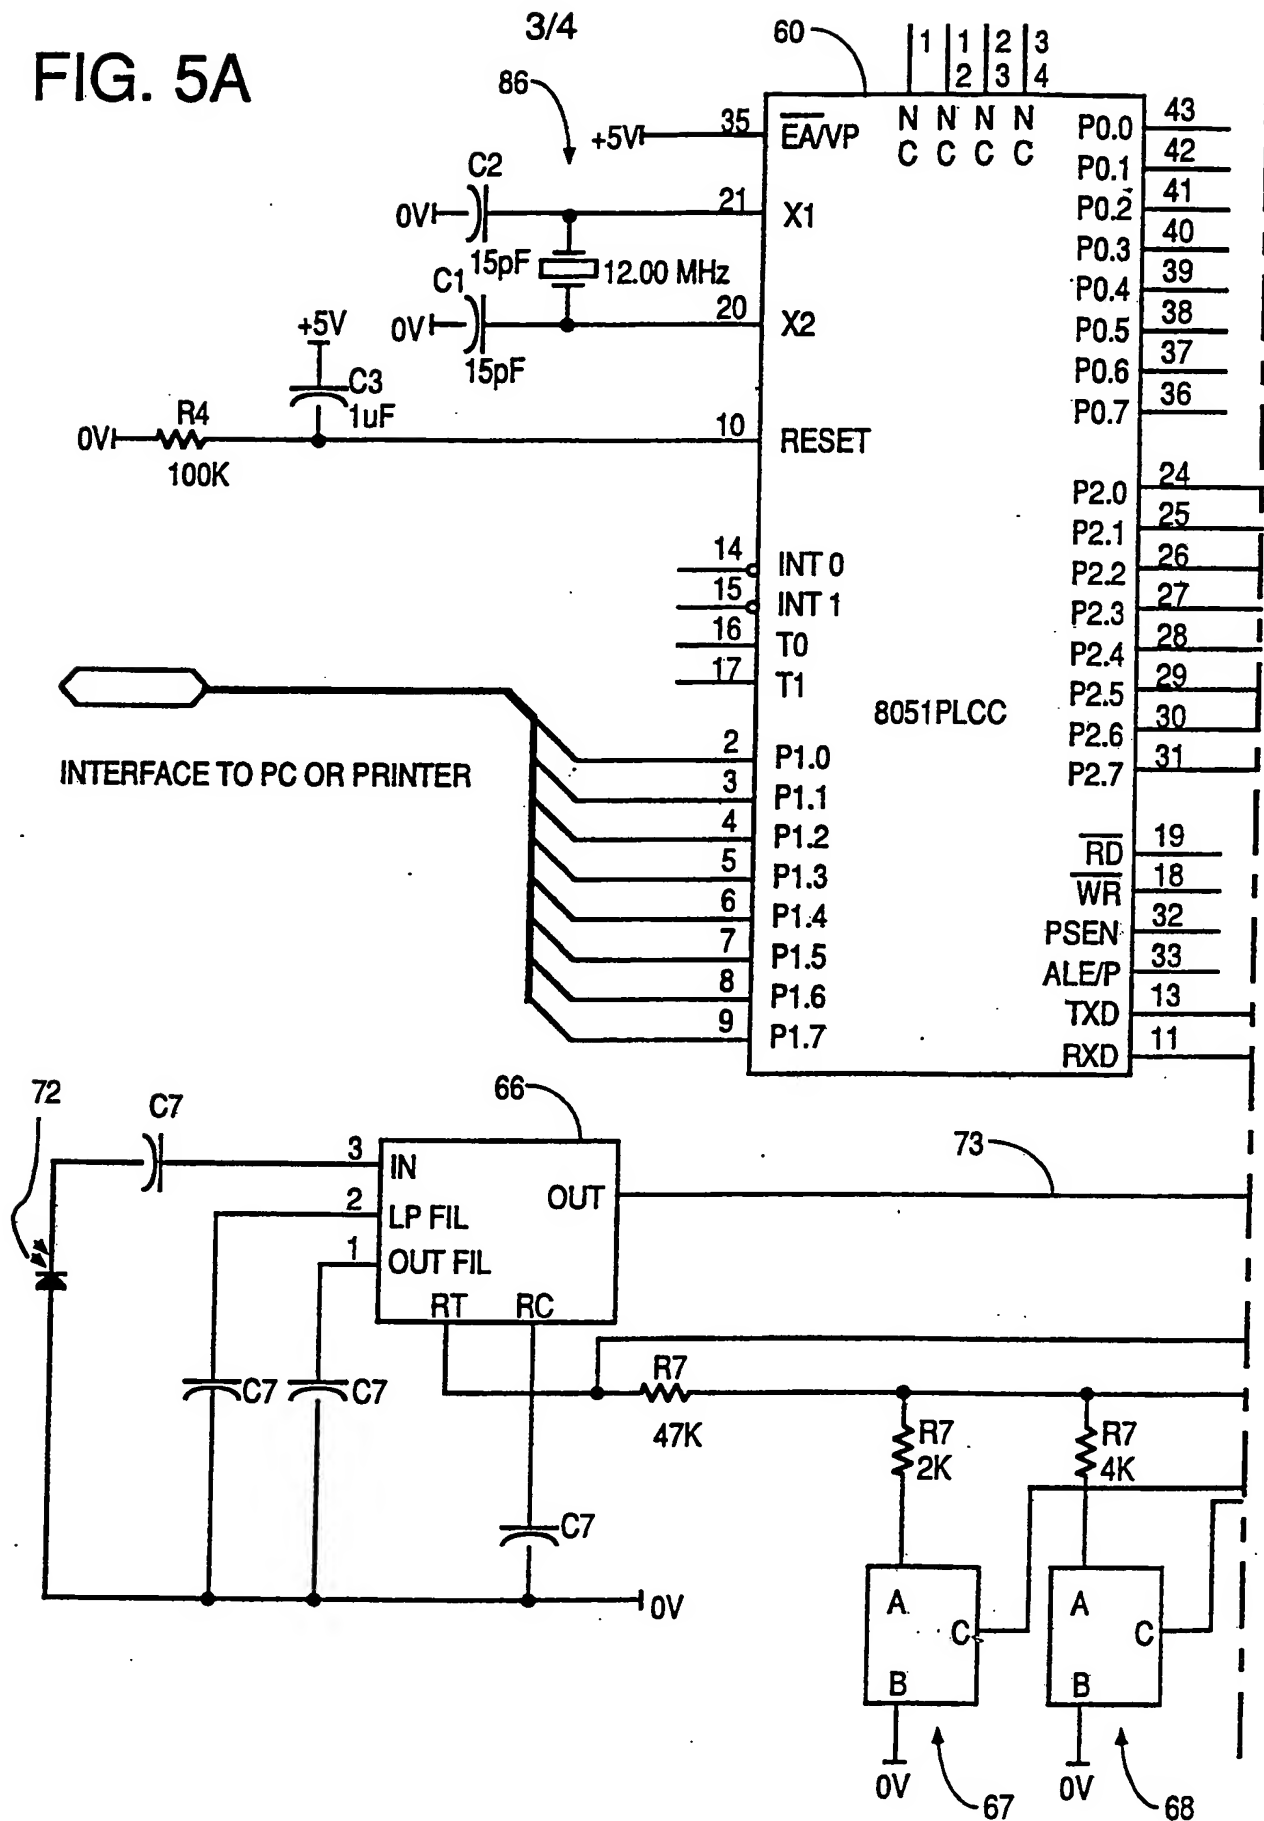 3/4
FIG. 5A
60
1 1 2 3
2 3 4
86
+5V 35 EA/VP
N N N N
C C C C
P0.0 43
P0.1 42
C2
0V 21 X1
P0.2 41
15pF
12.00 MHz
P0.3 40
C1
P0.4 39
0V 20 X2
P0.5 38
15pF
+5V
P0.6 37
C3
1uF
P0.7 36
R4
0V 10 RESET
100K
P2.0 24
P2.1 25
14 INT 0
P2.2 26
15 INT 1
P2.3 27
16 T0
P2.4 28
17 T1
P2.5 29
8051PLCC
P2.6 30
2 P1.0
P2.7 31
INTERFACE TO PC OR PRINTER
3 P1.1
4 P1.2
RD 19
5 P1.3
WR 18
6 P1.4
PSEN 32
7 P1.5
ALE/P 33
8 P1.6
TXD 13
9 P1.7
RXD 11
72
C7
66
73
3 IN
OUT
2 LP FIL
1 OUT FIL
RT RC
C7 C7
R7
47K
R7
2K
R7
4K
C7
0V
A
C
B
A
C
B
0V
67
0V
68